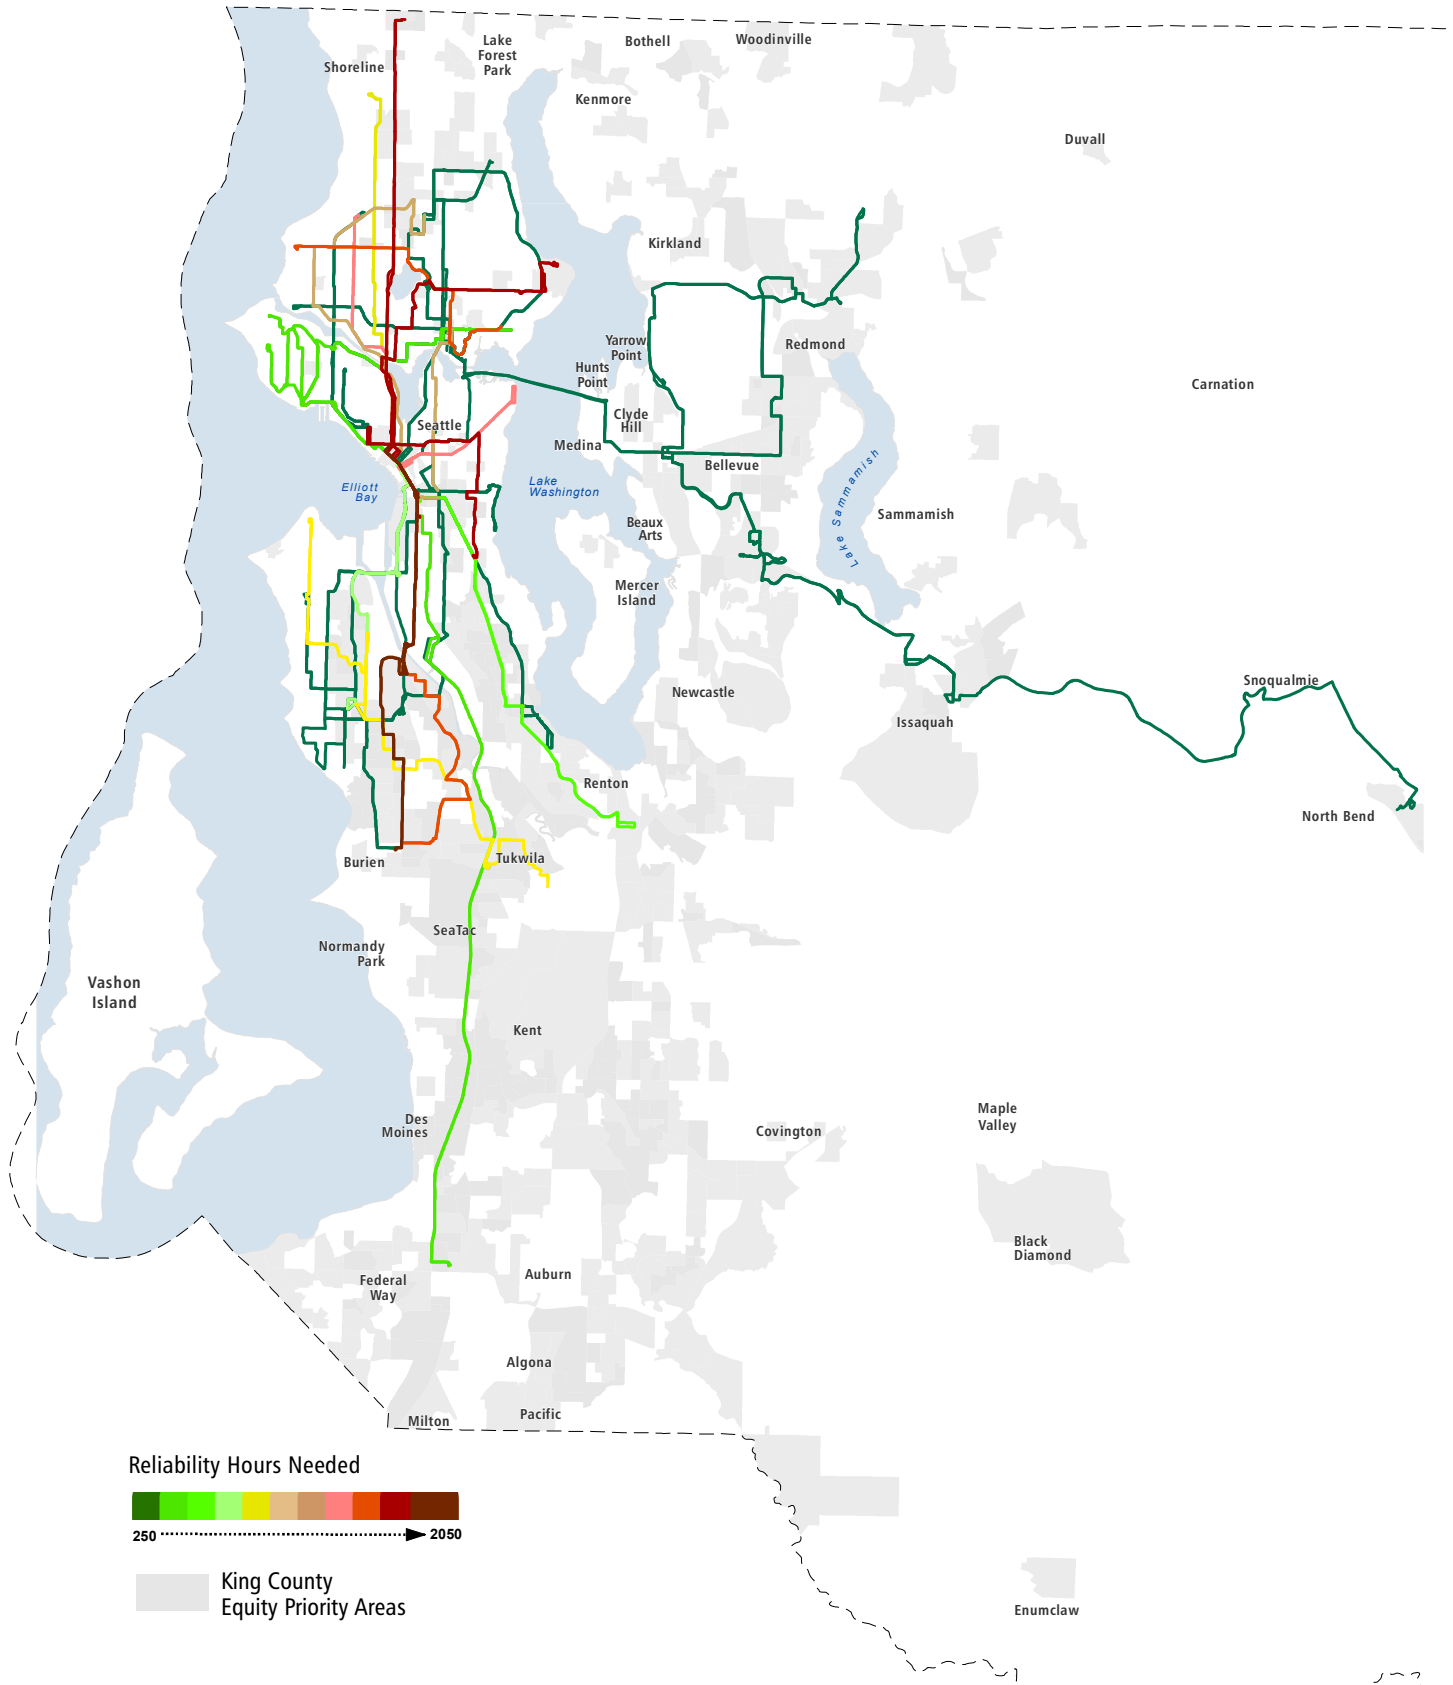 Lake
Forest
Park
Bothell
Woodinville
Shoreline
Kenmore
Duvall
Kirkland
Yarrow
Point
Redmond
Hunts
Point
Carnation
Clyde
Hill
Seattle
Medina
Bellevue
Elliott
Bay
Lake
Washington
Lake Sammamish
Sammamish
Beaux
Arts
Mercer
Island
Snoqualmie
Newcastle
Issaquah
Renton
North Bend
Burien
Tukwila
SeaTac
Normandy
Park
Vashon
Island
Kent
Des
Moines
Maple
Valley
Covington
Black
Diamond
Federal
Way
Auburn
Algona
Pacific
Milton
Reliability Hours Needed
250
2050
King County
Equity Priority Areas
Enumclaw